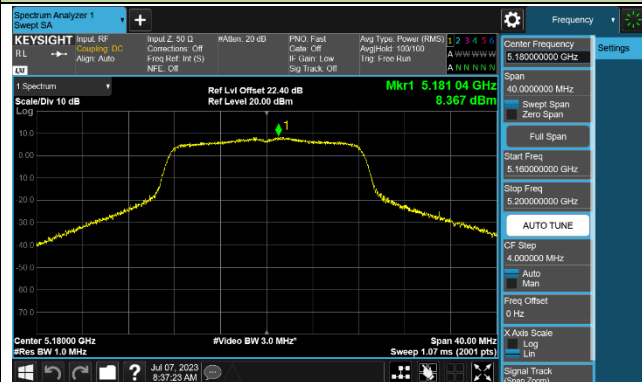 Spectrum Analyzer 1
Swept SA
+
Frequency
KEYSIGHT
RL
LXI
Input: RF
Coupling: DC
Align: Auto
Input Z: 50 Ω
Corrections: Off
Freq Ref: Int (S)
NFE: Off
#Atten: 20 dB
PNO: Fast
Gate: Off
IF Gain: Low
Sig Track: Off
Avg Type: Power (RMS)
Avg|Hold: 100/100
Trig: Free Run
1 2 3 4 5 6
A W W W W W
A N N N N N
1 Spectrum
Scale/Div 10 dB
Log
Ref Lvl Offset 22.40 dB
Ref Level 20.00 dBm
Mkr1 5.181 04 GHz
8.367 dBm
1
10.0
0.00
-10.0
-20.0
-30.0
-40.0
-50.0
-60.0
-70.0
Center 5.18000 GHz
#Res BW 1.0 MHz
#Video BW 3.0 MHz*
Span 40.00 MHz
Sweep 1.07 ms (2001 pts)
Jul 07, 2023
8:37:23 AM
Center Frequency
5.180000000 GHz
Span
40.0000000 MHz
Swept Span
Zero Span
Full Span
Start Freq
5.160000000 GHz
Stop Freq
5.200000000 GHz
AUTO TUNE
CF Step
4.000000 MHz
Auto
Man
Freq Offset
0 Hz
X Axis Scale
Log
Lin
Signal Track
(Span Zoom)
Settings